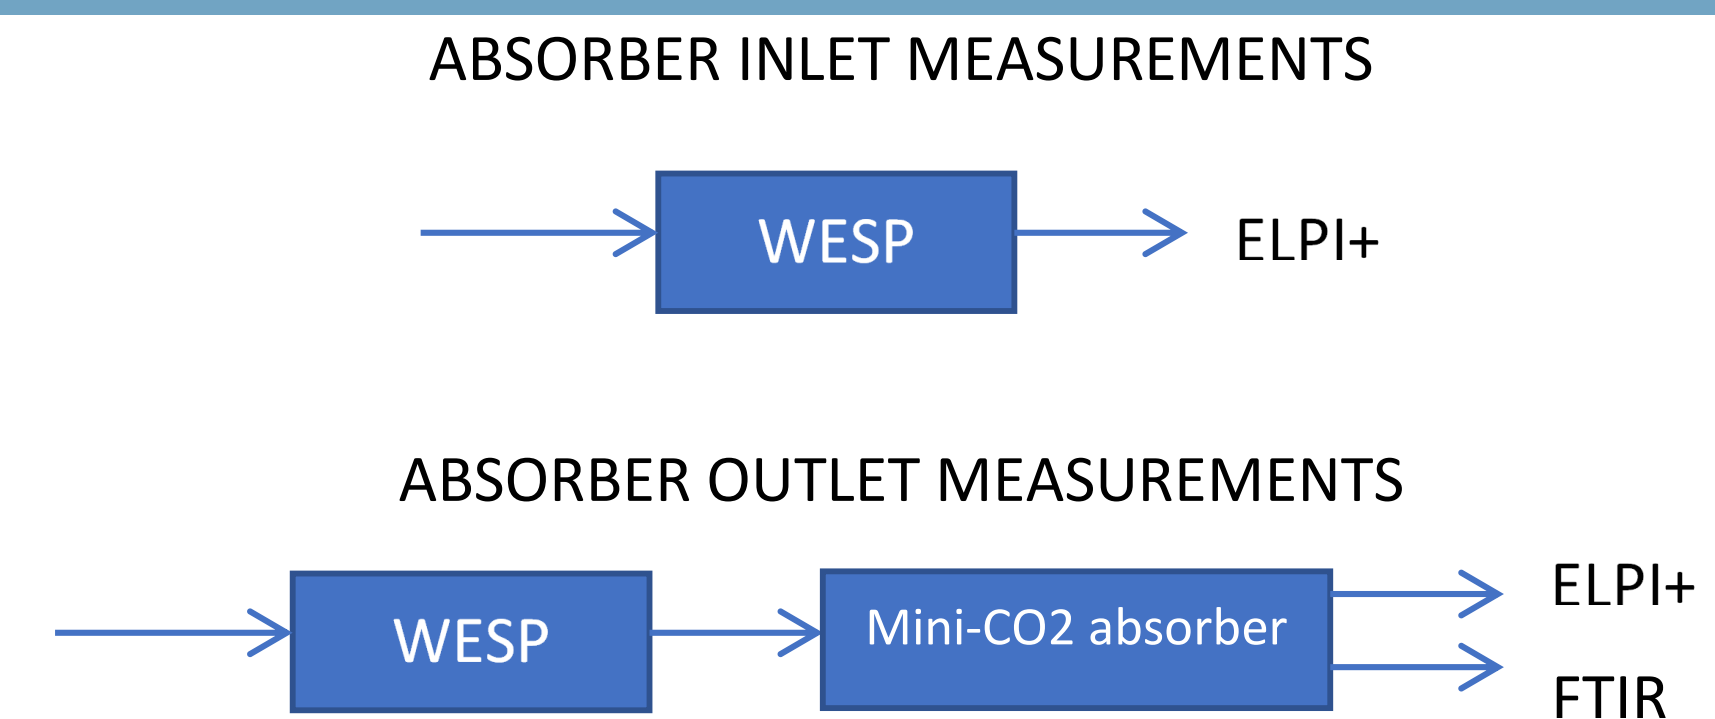 ABSORBER INLET MEASUREMENTS
WESP
ELPI+
ABSORBER OUTLET MEASUREMENTS
WESP
Mini-CO2 absorber
ELPI+
FTIR